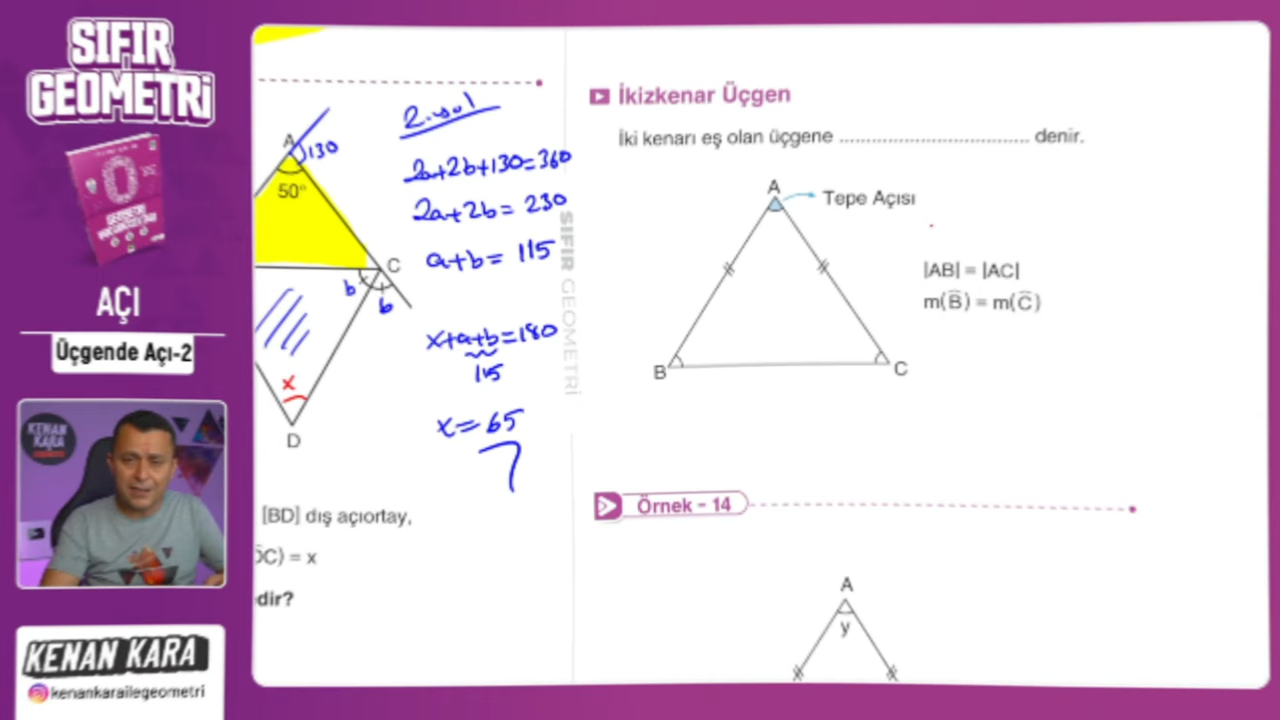 SIFIR
GEOMETRİ
AÇI
Üçgende Açı-2
KENAN
KARA
KENAN KARA
kenankarailegeometri
A
130
50°
C
b
b
x
D
2. yol
2a+2b+130=360
2a+2b= 230
a+b= 115
x+a+b=180
115
x=65
[BD] dış açıortay,
C) = x
dir?
SIFIR GEOMETRİ
İkizkenar Üçgen
İki kenarı eş olan üçgene ........................................ denir.
A
Tepe Açısı
|AB| = |AC|
m(B̂) = m(Ĉ)
B
C
Örnek - 14
A
y